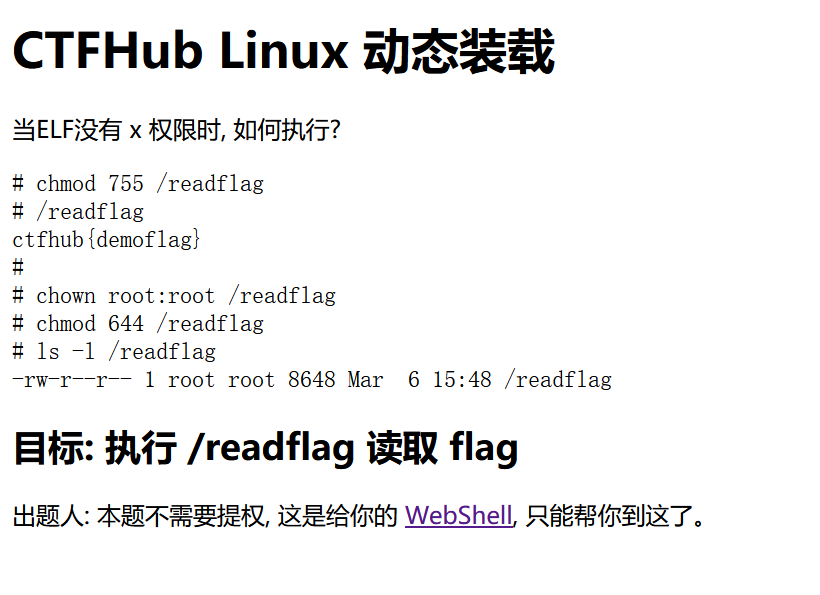 CTFHub Linux 动态装载
当ELF没有 x 权限时, 如何执行?
# chmod 755 /readflag
# /readflag
ctfhub{demoflag}
#
# chown root:root /readflag
# chmod 644 /readflag
# ls -l /readflag
-rw-r--r-- 1 root root 8648 Mar  6 15:48 /readflag
目标: 执行 /readflag 读取 flag
出题人: 本题不需要提权, 这是给你的 WebShell, 只能帮你到这了。